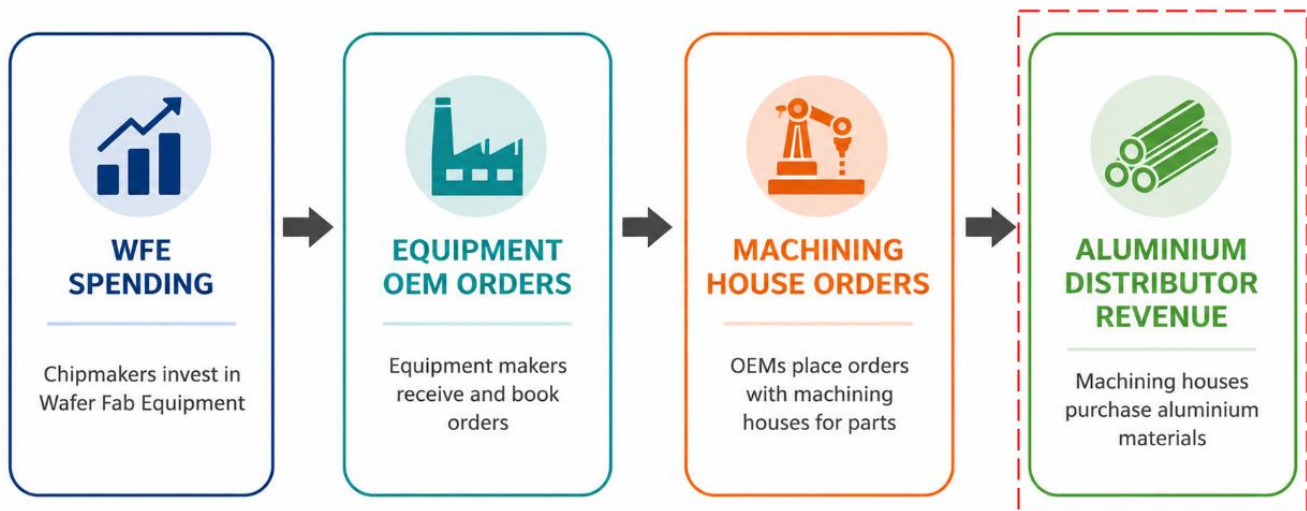 WFE
SPENDING
Chipmakers invest in
Wafer Fab Equipment
EQUIPMENT
OEM ORDERS
Equipment makers
receive and book
orders
MACHINING
HOUSE ORDERS
OEMs place orders
with machining
houses for parts
ALUMINIUM
DISTRIBUTOR
REVENUE
Machining houses
purchase aluminium
materials